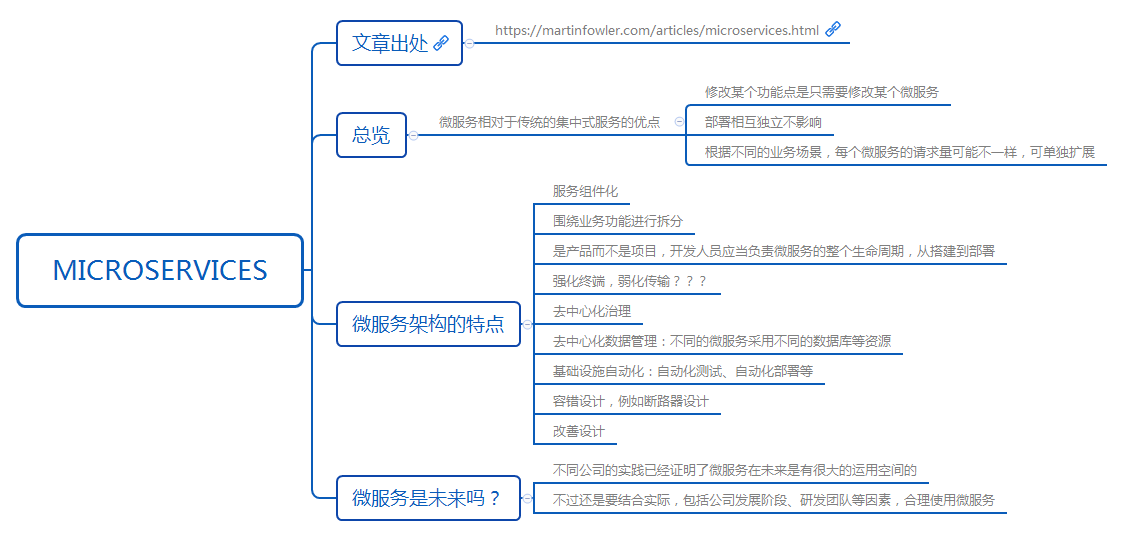 MICROSERVICES
文章出处
https://martinfowler.com/articles/microservices.html
总览
微服务相对于传统的集中式服务的优点
修改某个功能点是只需要修改某个微服务
部署相互独立不影响
根据不同的业务场景，每个微服务的请求量可能不一样，可单独扩展
微服务架构的特点
服务组件化
围绕业务功能进行拆分
是产品而不是项目，开发人员应当负责微服务的整个生命周期，从搭建到部署
强化终端，弱化传输？？？
去中心化治理
去中心化数据管理：不同的微服务采用不同的数据库等资源
基础设施自动化：自动化测试、自动化部署等
容错设计，例如断路器设计
改善设计
微服务是未来吗？
不同公司的实践已经证明了微服务在未来是有很大的运用空间的
不过还是要结合实际，包括公司发展阶段、研发团队等因素，合理使用微服务